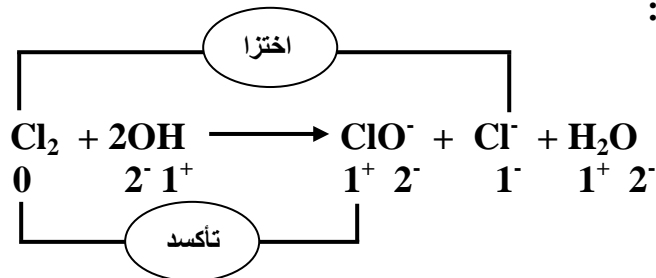 :
اختزا
Cl₂ + 2OH ⟶ ClO⁻ + Cl⁻ + H₂O
0 2⁻ 1⁺ 1⁺ 2⁻ 1⁻ 1⁺ 2⁻
تأكسد